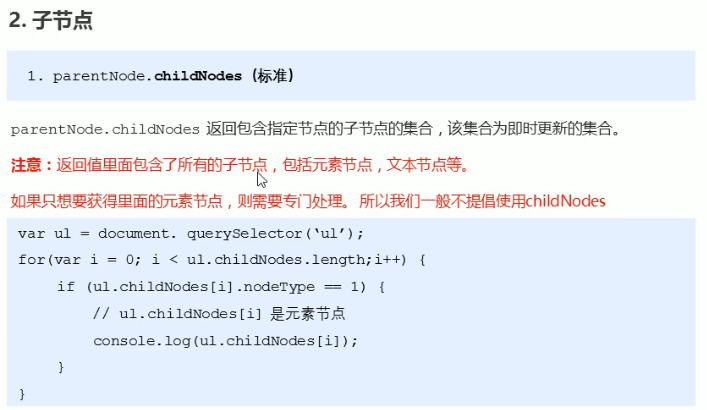 2. 子节点
1. parentNode.childNodes（标准）
parentNode.childNodes 返回包含指定节点的子节点的集合，该集合为即时更新的集合。
注意：返回值里面包含了所有的子节点，包括元素节点，文本节点等。
如果只想要获得里面的元素节点，则需要专门处理。 所以我们一般不提倡使用childNodes
var ul = document. querySelector(‘ul’);
for(var i = 0; i < ul.childNodes.length;i++) {
if (ul.childNodes[i].nodeType == 1) {
// ul.childNodes[i] 是元素节点
console.log(ul.childNodes[i]);
}
}